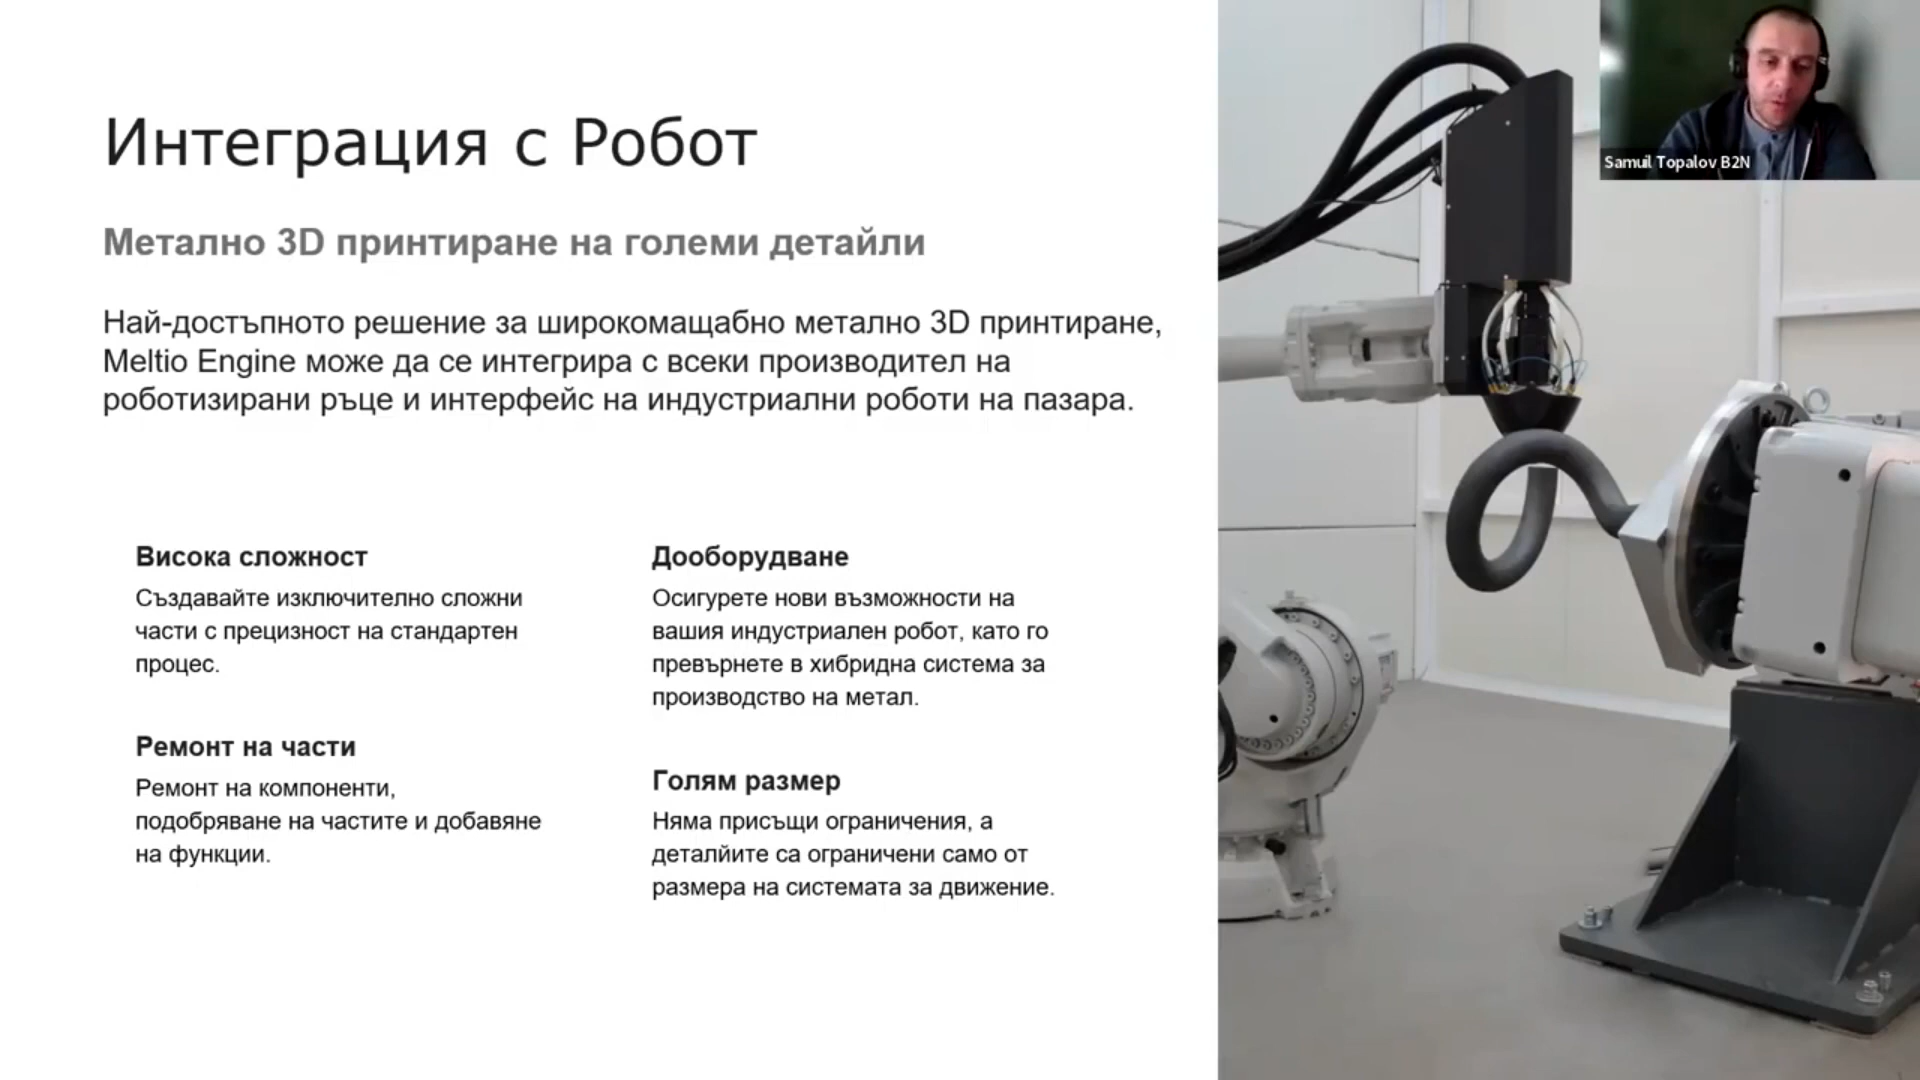 Интеграция с Робот
Метално 3D принтиране на големи детайли
Най-достъпното решение за широкомащабно метално 3D принтиране,
Meltio Engine може да се интегрира с всеки производител на
роботизирани ръце и интерфейс на индустриални роботи на пазара.
Висока сложност
Създавайте изключително сложни
части с прецизност на стандартен
процес.
Ремонт на части
Ремонт на компоненти,
подобряване на частите и добавяне
на функции.
Дооборудване
Осигурете нови възможности на
вашия индустриален робот, като го
превърнете в хибридна система за
производство на метал.
Голям размер
Няма присъщи ограничения, а
деталйите са ограничени само от
размера на системата за движение.
Samuil Topalov B2N